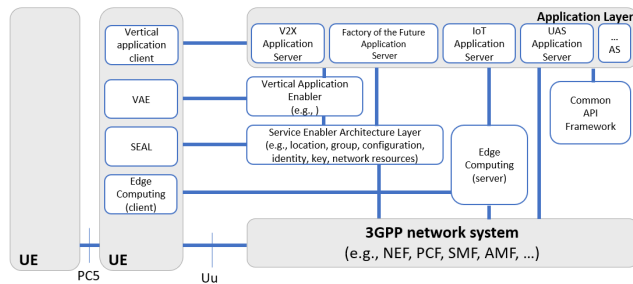 Application Layer
Vertical
application
client
V2X
Application
Server
Factory of the Future
Application
Server
IoT
Application
Server
UAS
Application
Server
...
AS
VAE
Vertical Application
Enabler
(e.g., )
Common
API
Framework
SEAL
Service Enabler Architecture Layer
(e.g., location, group, configuration,
identity, key, network resources)
Edge
Computing
(server)
Edge
Computing
(client)
3GPP network system
(e.g., NEF, PCF, SMF, AMF, ...)
UE
UE
PC5
Uu